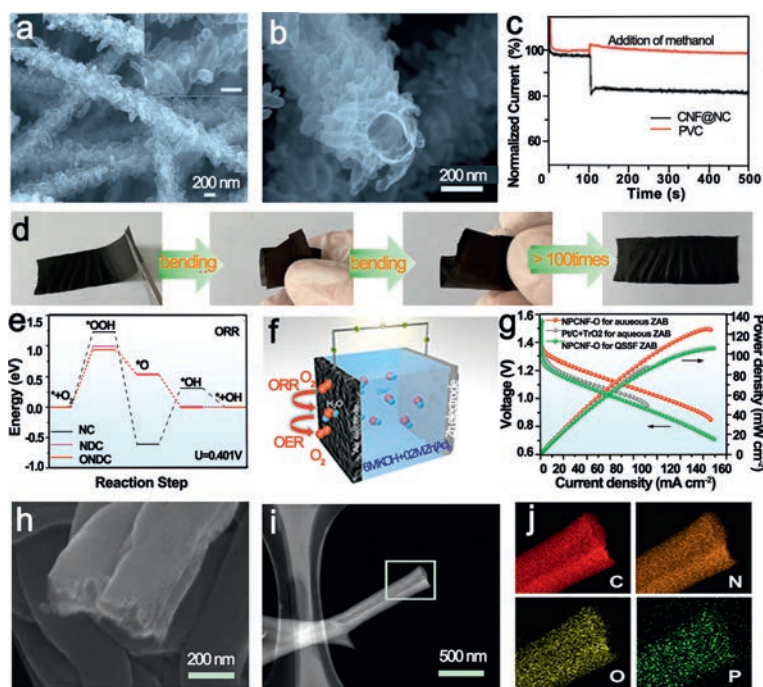 a
200 nm
b
200 nm
c
Normalized Current (%)
100
80
60
Addition of methanol
CNF@NC
PVC
0
100
200
300
400
500
Time (s)
d
bending
bending
> 100times
e
ORR
Energy (eV)
1.5
1.0
0.5
0.0
-0.5
-1.0
*+O₂
*OOH
*O
*OH
*+OH
NC
NDC
ONDC
U=0.401V
Reaction Step
f
ORR
O₂
H₂O
OER
O₂
g
NPCNF-O for auueous ZAB
Pt/C+TrO2 for aqueous ZAB
NPCNF-O for QSSF ZAB
Voltage (V)
1.6
1.4
1.2
1.0
0.8
0.6
Power density (mW cm⁻²)
140
120
100
80
60
40
20
0
0
40
80
120
160
Current density (mA cm⁻²)
h
200 nm
i
500 nm
j
C
N
O
P